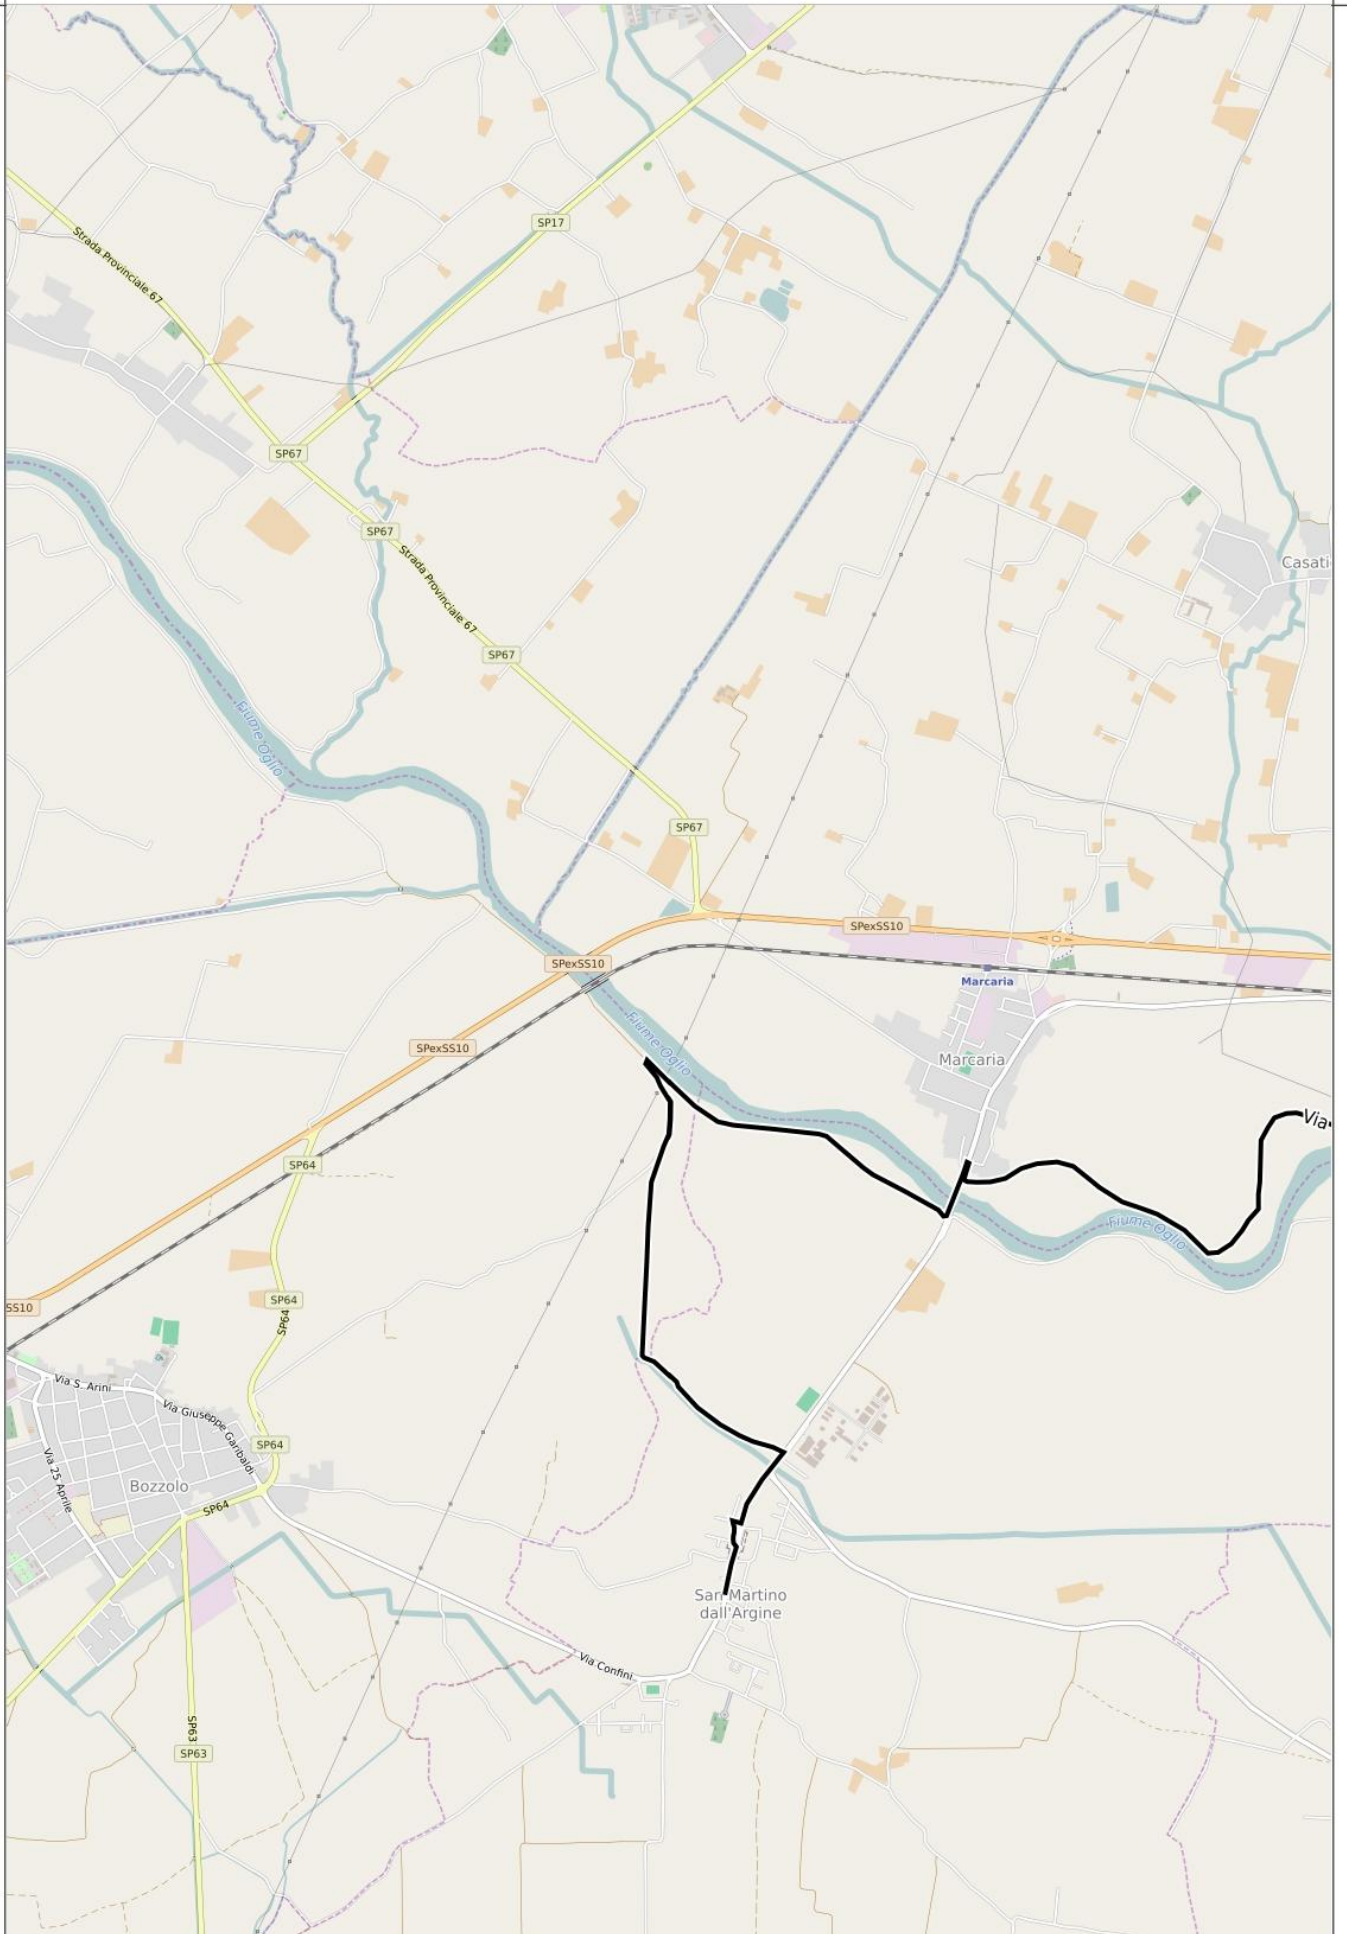 SP17
Strada Provinciale 67
SP67
SP67
Casati
Strada Provinciale 67
SP67
Fiume Oglio
SP67
SPexSS10
SPexSS10
Marcaria
Fiume Oglio
SPexSS10
Marcaria
Via
SP64
Fiume Oglio
SP64
SS10
SP64
Via S. Arini
Via Giuseppe Garibaldi
SP64
Via 25 Aprile
Bozzolo
SP64
San Martino
dall'Argine
Via Confini
SP63
SP63